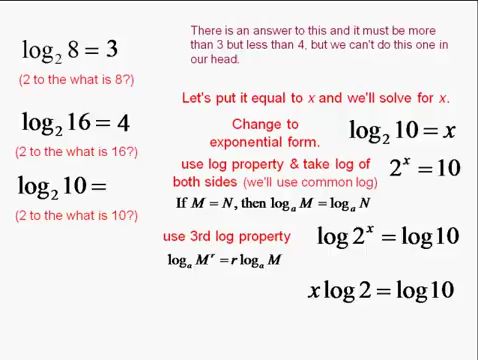 log₂ 8 = 3
(2 to the what is 8?)
log₂ 16 = 4
(2 to the what is 16?)
log₂ 10 =
(2 to the what is 10?)
There is an answer to this and it must be more
than 3 but less than 4, but we can't do this one in
our head.
Let's put it equal to x and we'll solve for x.
Change to
exponential form.
log₂ 10 = x
use log property & take log of
both sides (we'll use common log)
2ˣ = 10
If M = N, then logₐ M = logₐ N
use 3rd log property
log 2ˣ = log 10
logₐ Mʳ = r logₐ M
x log 2 = log 10